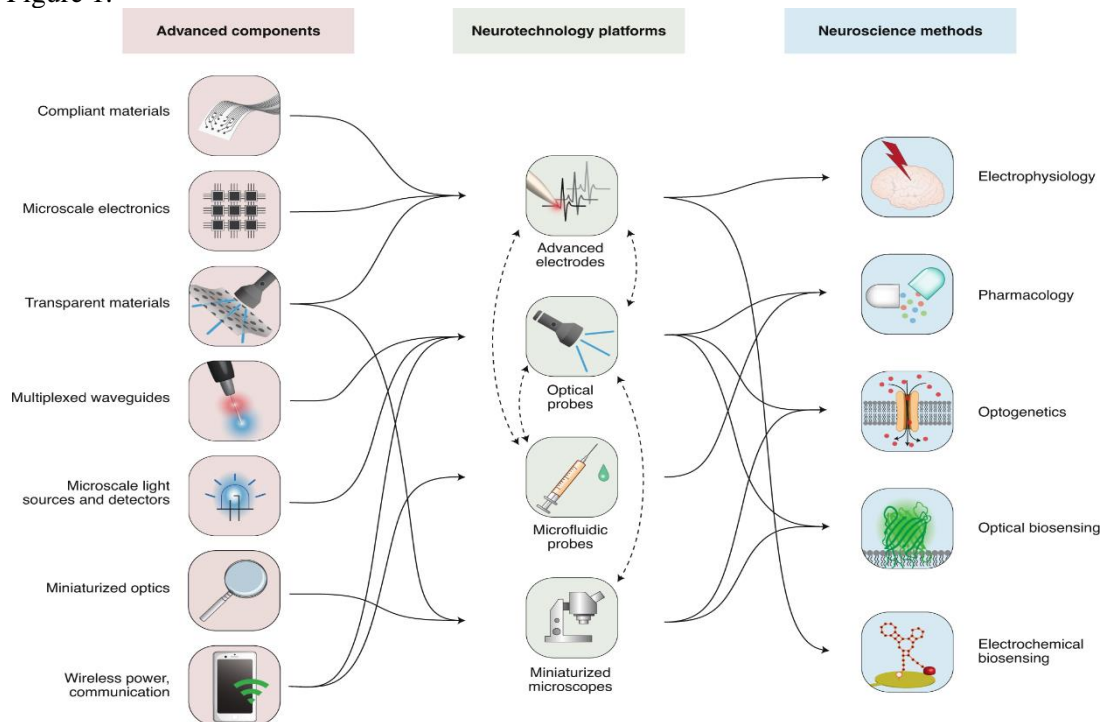 Figure 1.
Advanced components
Neurotechnology platforms
Neuroscience methods
Compliant materials
Microscale electronics
Transparent materials
Multiplexed waveguides
Microscale light
sources and detectors
Miniaturized optics
Wireless power,
communication
Advanced
electrodes
Optical
probes
Microfluidic
probes
Miniaturized
microscopes
Electrophysiology
Pharmacology
Optogenetics
Optical biosensing
Electrochemical
biosensing